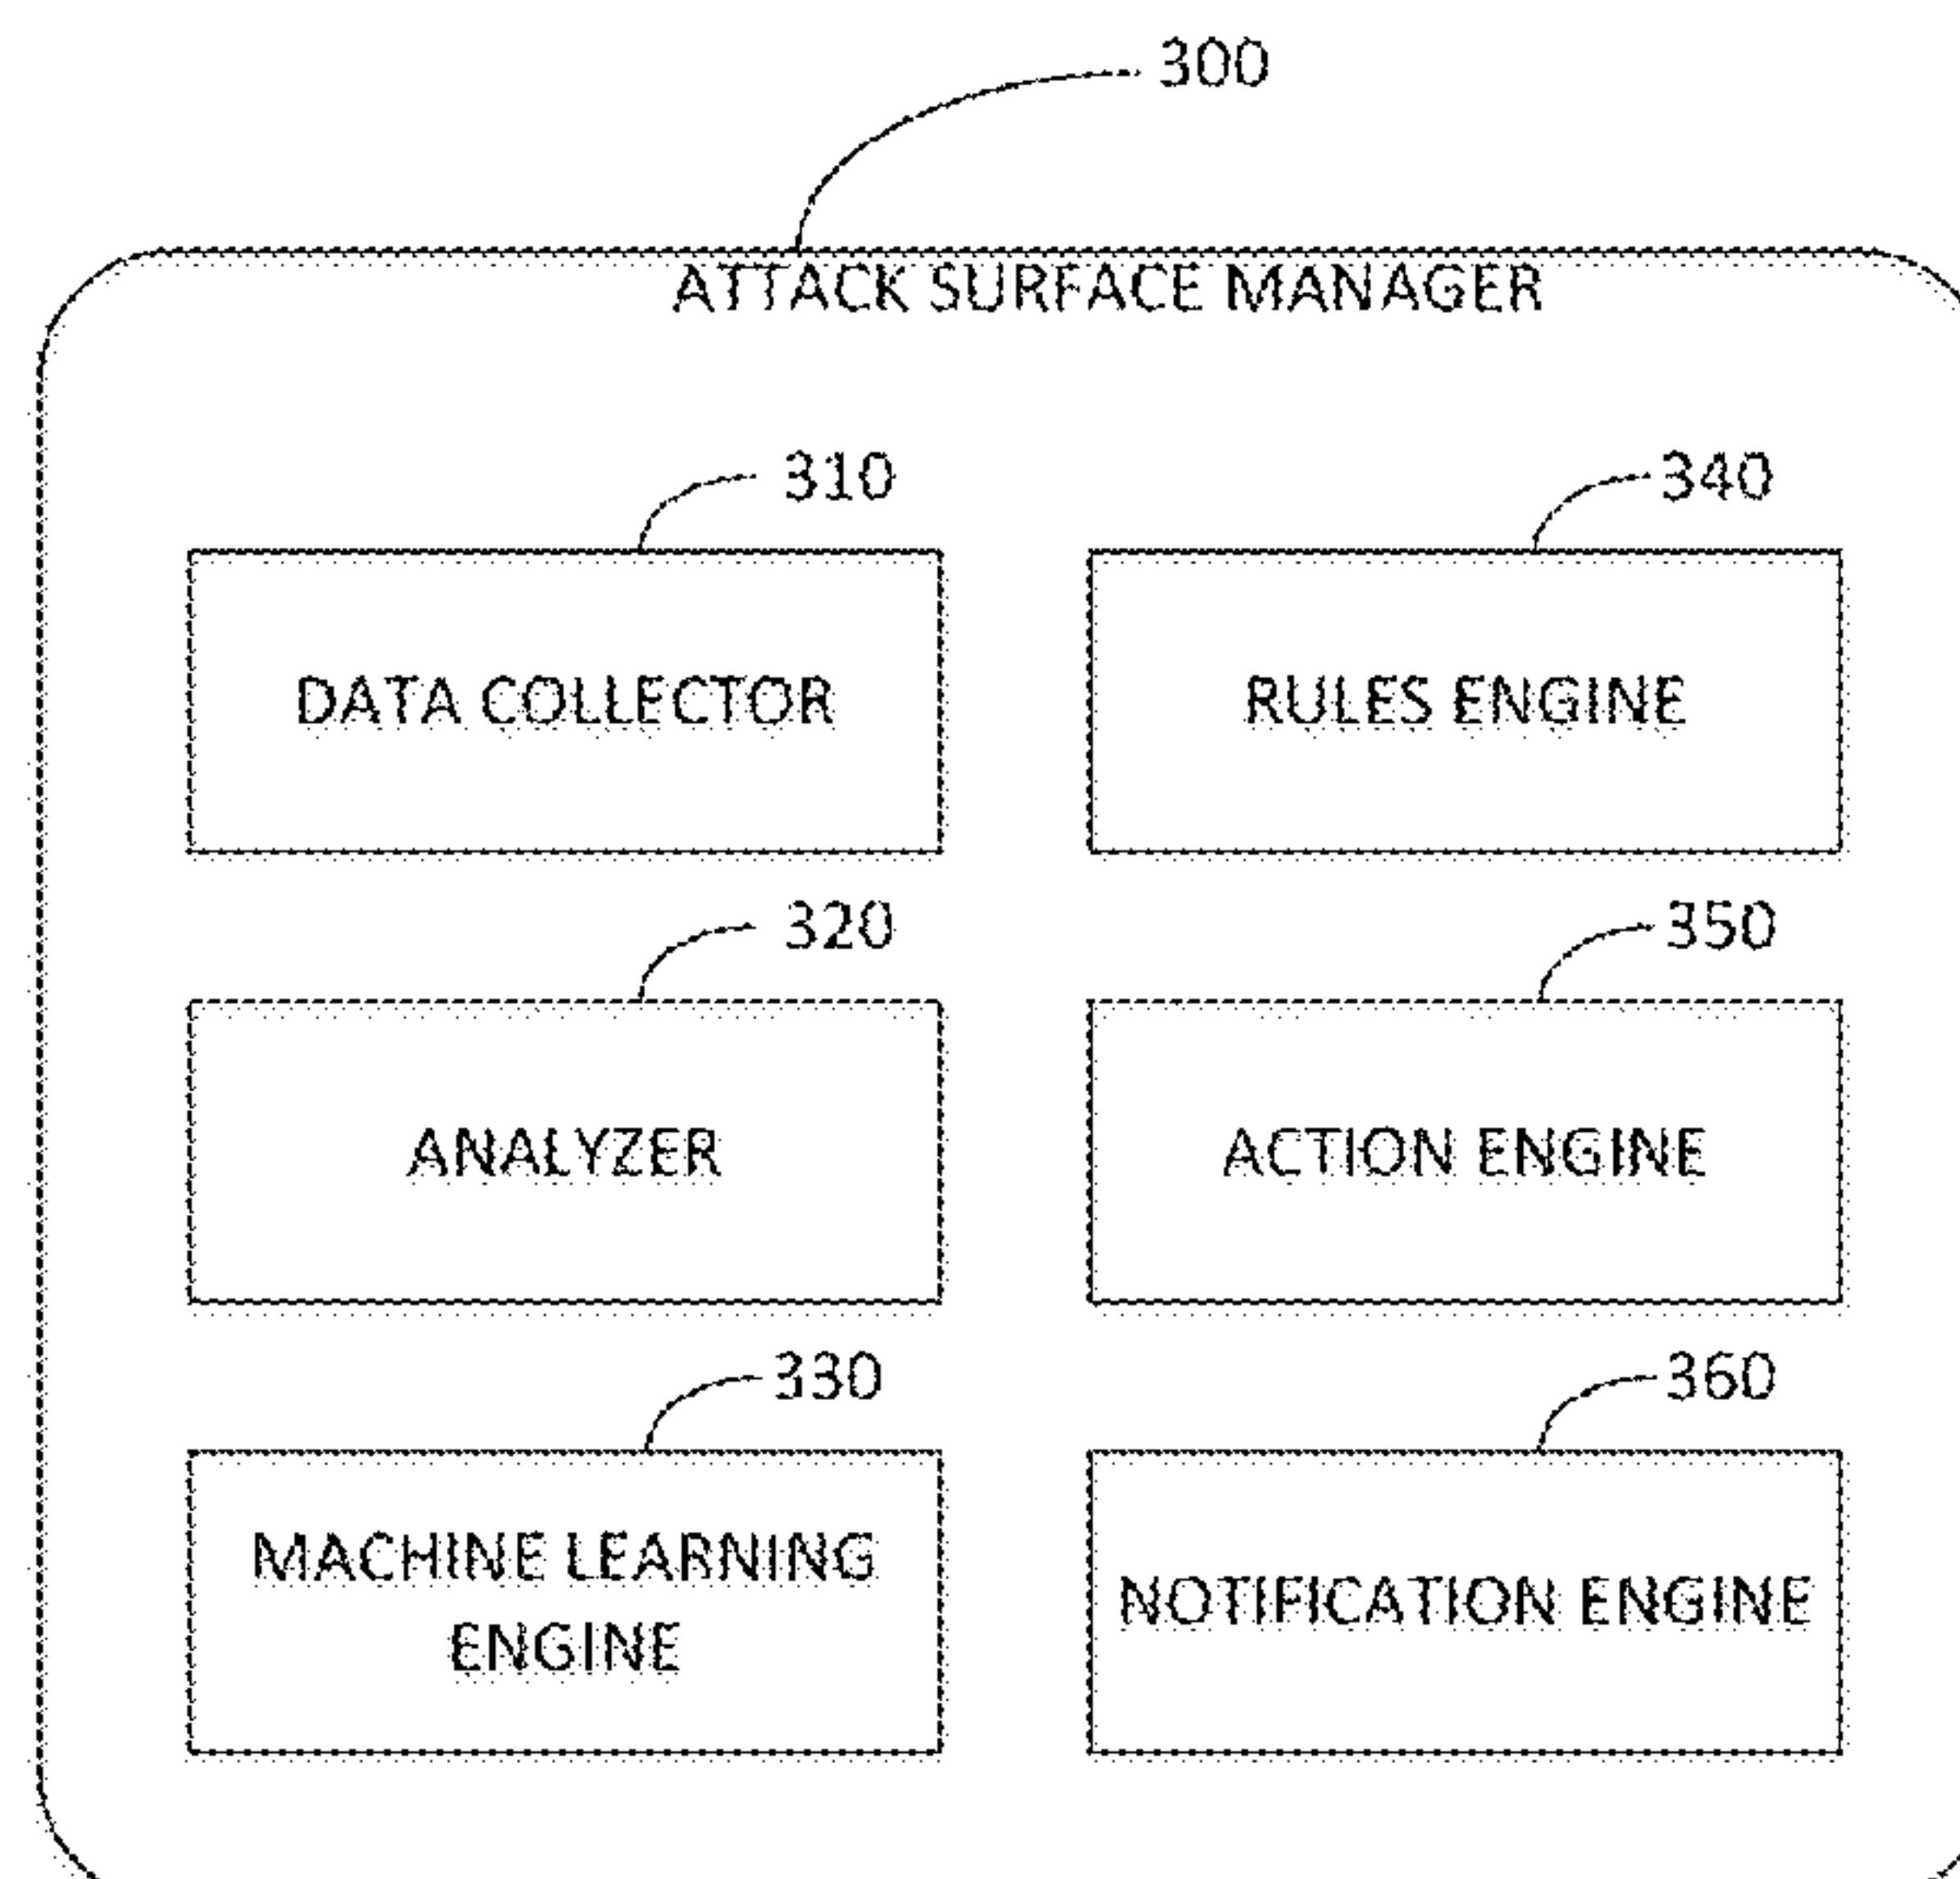 300
ATTACK SURFACE MANAGER
310
340
DATA COLLECTOR
RULES ENGINE
320
350
ANALYZER
ACTION ENGINE
330
360
MACHINE LEARNING
ENGINE
NOTIFICATION ENGINE